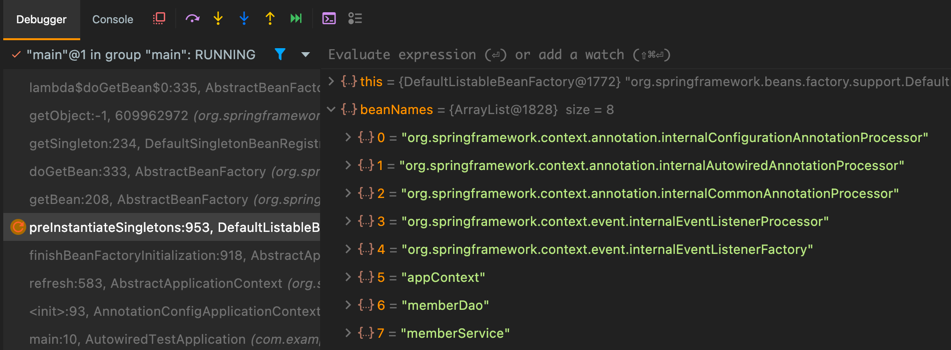 Debugger Console
"main"@1 in group "main": RUNNING Evaluate expression (⏎) or add a watch (⇧⌘⏎)
lambda$doGetBean$0:335, AbstractBeanFacto
getObject:-1, 609962972 (org.springframewor
getSingleton:234, DefaultSingletonBeanRegistr
doGetBean:333, AbstractBeanFactory (org.spr
getBean:208, AbstractBeanFactory (org.spring
preInstantiateSingletons:953, DefaultListableB
finishBeanFactoryInitialization:918, AbstractAp
refresh:583, AbstractApplicationContext (org.s
<init>:93, AnnotationConfigApplicationContext
main:10, AutowiredTestApplication (com.exam
this = {DefaultListableBeanFactory@1772} "org.springframework.beans.factory.support.Default
beanNames = {ArrayList@1828} size = 8
0 = "org.springframework.context.annotation.internalConfigurationAnnotationProcessor"
1 = "org.springframework.context.annotation.internalAutowiredAnnotationProcessor"
2 = "org.springframework.context.annotation.internalCommonAnnotationProcessor"
3 = "org.springframework.context.event.internalEventListenerProcessor"
4 = "org.springframework.context.event.internalEventListenerFactory"
5 = "appContext"
6 = "memberDao"
7 = "memberService"